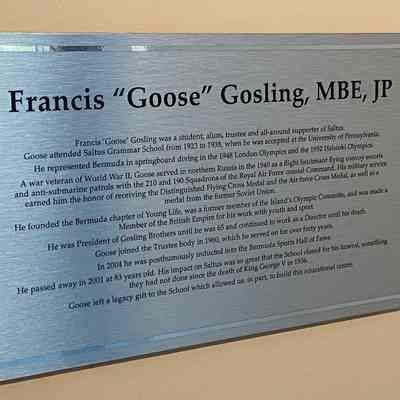 Francis “Goose” Gosling, MBE, JP
Francis ‘Goose’ Gosling was a student, alum, trustee and all-around supporter of Saltus.
Goose attended Saltus Grammar School from 1923 to 1938, when he was accepted at the University of Pennsylvania.
He represented Bermuda in springboard diving in the 1948 London Olympics and the 1952 Helsinki Olympics.
A war veteran of World War II, Goose served in northern Russia in the 1940 as a flight lieutenant flying convoy escorts
and anti-submarine patrols with the 210 and 190 Squadrons of the Royal Air Force coastal Command. His military service
earned him the honor of receiving the Distinguished Flying Cross Medal and the Air force Cross Medal, as well as a
medal from the former Soviet Union.
He founded the Bermuda chapter of Young Life, was a former member of the Island's Olympic Committe, and was made a
Member of the British Empire for his work with youth and sport.
He was President of Gosling Brothers until he was 65 and continued to work as a Director until his death.
Goose joined the Trustee body in 1960, which he served on for over forty years.
In 2004 he was posthumously inducted into the Bermuda Sports Hall of Fame.
He passed away in 2001 at 83 years old. His impact on Saltus was so great that the School closed for his funeral, something
they had not done since the death of King George V in 1936.
Goose left a legacy gift to the School which allowed us, in part, to build this educational centre.